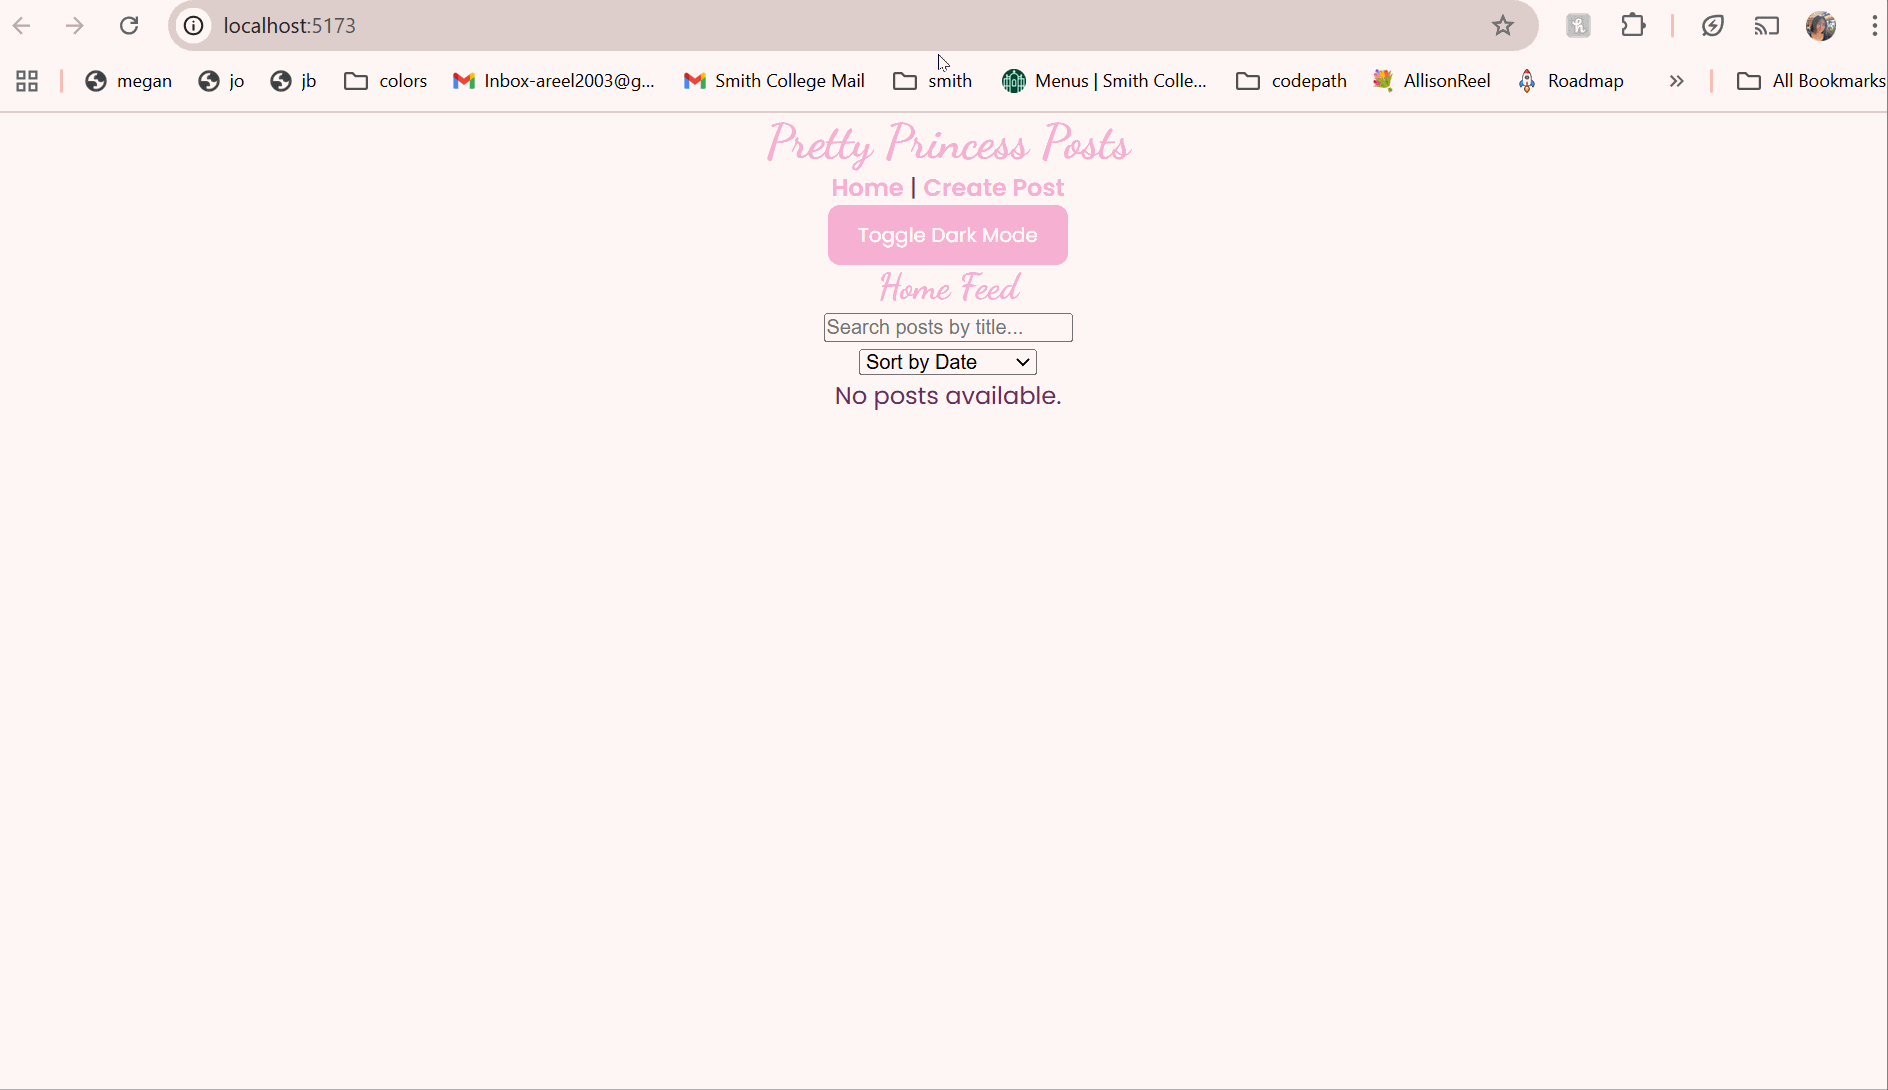 localhost:5173
megan jo jb colors Inbox-areel2003@g... Smith College Mail smith Menus | Smith Colle... codepath AllisonReel Roadmap » All Bookmarks
Pretty Princess Posts
Home | Create Post
Toggle Dark Mode
Home Feed
Search posts by title...
Sort by Date
No posts available.